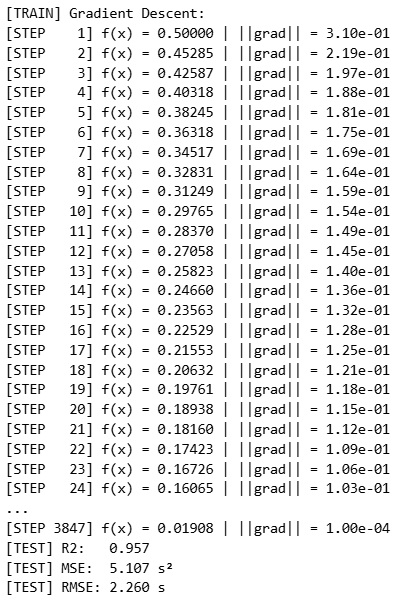 [TRAIN] Gradient Descent:
[STEP    1] f(x) = 0.50000 | ||grad|| = 3.10e-01
[STEP    2] f(x) = 0.45285 | ||grad|| = 2.19e-01
[STEP    3] f(x) = 0.42587 | ||grad|| = 1.97e-01
[STEP    4] f(x) = 0.40318 | ||grad|| = 1.88e-01
[STEP    5] f(x) = 0.38245 | ||grad|| = 1.81e-01
[STEP    6] f(x) = 0.36318 | ||grad|| = 1.75e-01
[STEP    7] f(x) = 0.34517 | ||grad|| = 1.69e-01
[STEP    8] f(x) = 0.32831 | ||grad|| = 1.64e-01
[STEP    9] f(x) = 0.31249 | ||grad|| = 1.59e-01
[STEP   10] f(x) = 0.29765 | ||grad|| = 1.54e-01
[STEP   11] f(x) = 0.28370 | ||grad|| = 1.49e-01
[STEP   12] f(x) = 0.27058 | ||grad|| = 1.45e-01
[STEP   13] f(x) = 0.25823 | ||grad|| = 1.40e-01
[STEP   14] f(x) = 0.24660 | ||grad|| = 1.36e-01
[STEP   15] f(x) = 0.23563 | ||grad|| = 1.32e-01
[STEP   16] f(x) = 0.22529 | ||grad|| = 1.28e-01
[STEP   17] f(x) = 0.21553 | ||grad|| = 1.25e-01
[STEP   18] f(x) = 0.20632 | ||grad|| = 1.21e-01
[STEP   19] f(x) = 0.19761 | ||grad|| = 1.18e-01
[STEP   20] f(x) = 0.18938 | ||grad|| = 1.15e-01
[STEP   21] f(x) = 0.18160 | ||grad|| = 1.12e-01
[STEP   22] f(x) = 0.17423 | ||grad|| = 1.09e-01
[STEP   23] f(x) = 0.16726 | ||grad|| = 1.06e-01
[STEP   24] f(x) = 0.16065 | ||grad|| = 1.03e-01
...
[STEP 3847] f(x) = 0.01908 | ||grad|| = 1.00e-04
[TEST] R2:   0.957
[TEST] MSE:  5.107 s²
[TEST] RMSE: 2.260 s